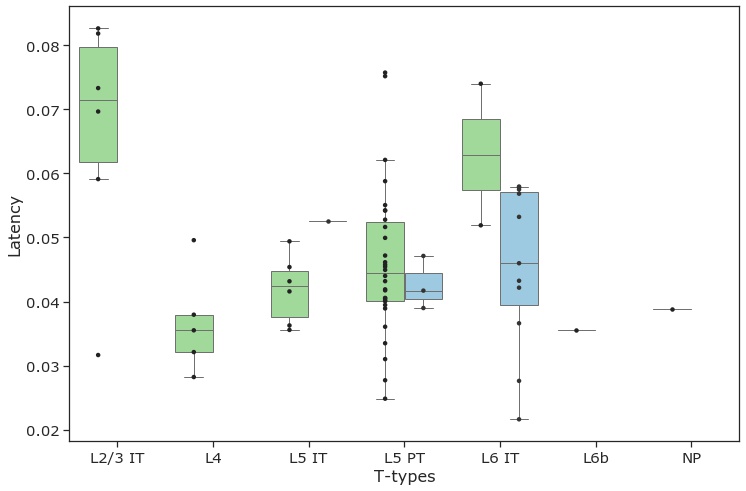 0.08
0.07
0.06
0.05
0.04
0.03
0.02
Latency
L2/3 IT
L4
L5 IT
L5 PT
L6 IT
L6b
NP
T-types